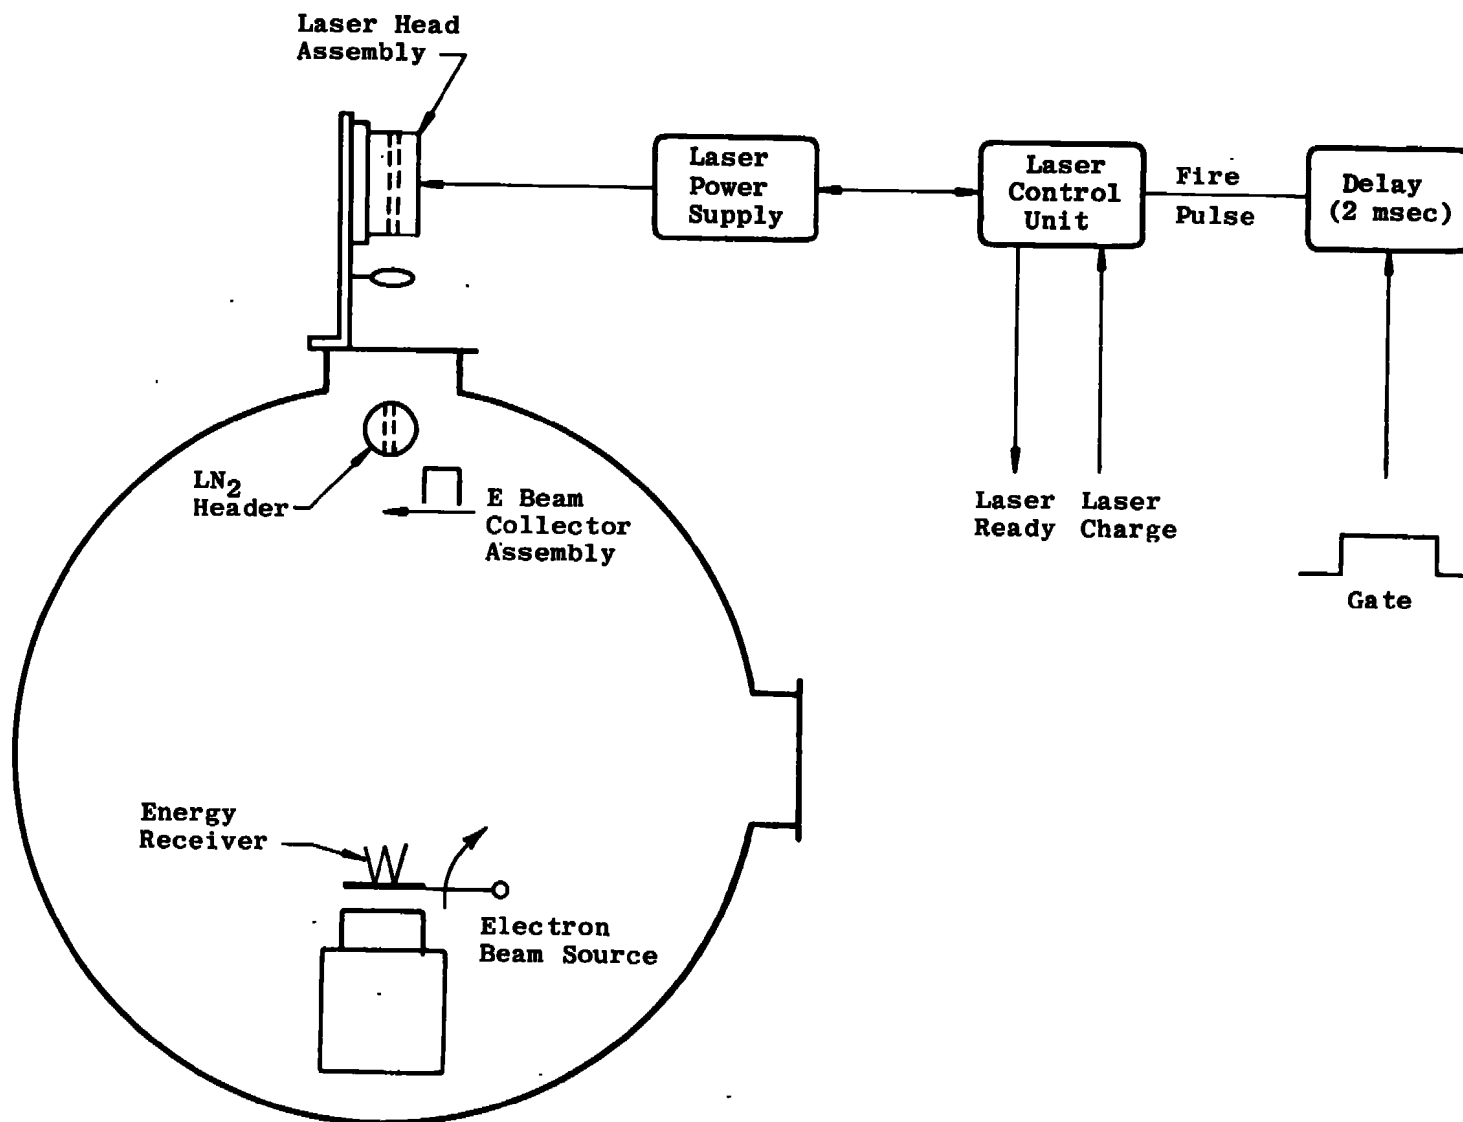 Laser Head
Assembly
Laser
Power
Supply
Laser
Control
Unit
Fire
Pulse
Delay
(2 msec)
LN2
Header
E Beam
Collector
Assembly
Laser
Ready
Laser
Charge
Gate
Energy
Receiver
Electron
Beam Source